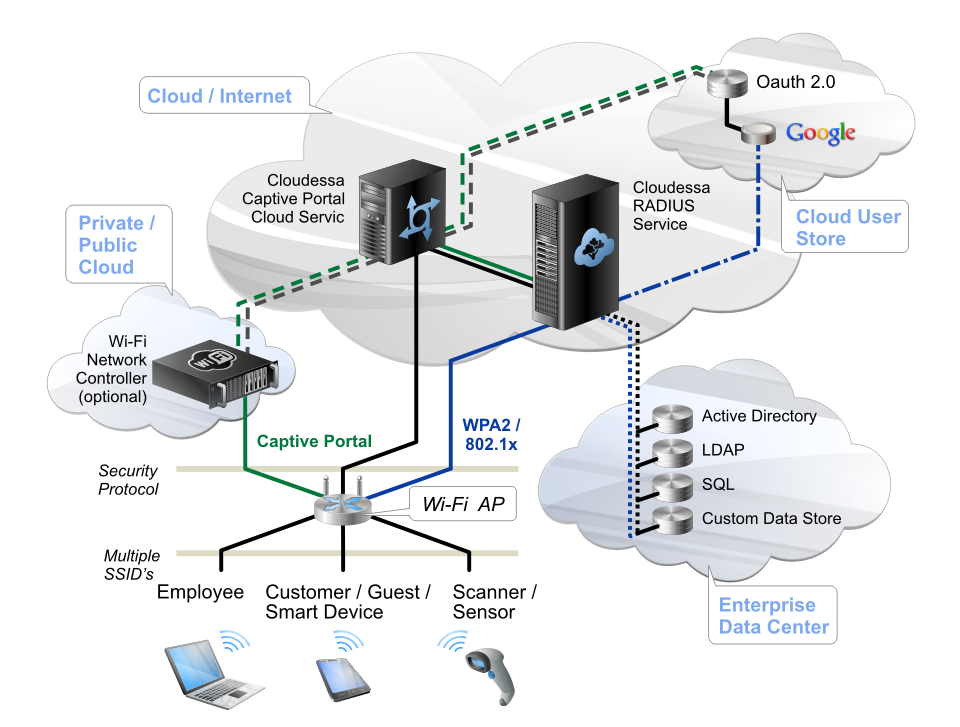 Oauth 2.0
Google
Cloud / Internet
Cloudessa
Captive Portal
Cloud Servic
Cloudessa
RADIUS
Service
Cloud User
Store
Private /
Public
Cloud
Wi-Fi
Network
Controller
(optional)
Wi Fi
Captive Portal
WPA2 /
802.1x
Active Directory
LDAP
SQL
Custom Data Store
Security
Protocol
Wi-Fi AP
Multiple
SSID's
Employee
Customer / Guest /
Smart Device
Scanner /
Sensor
Enterprise
Data Center